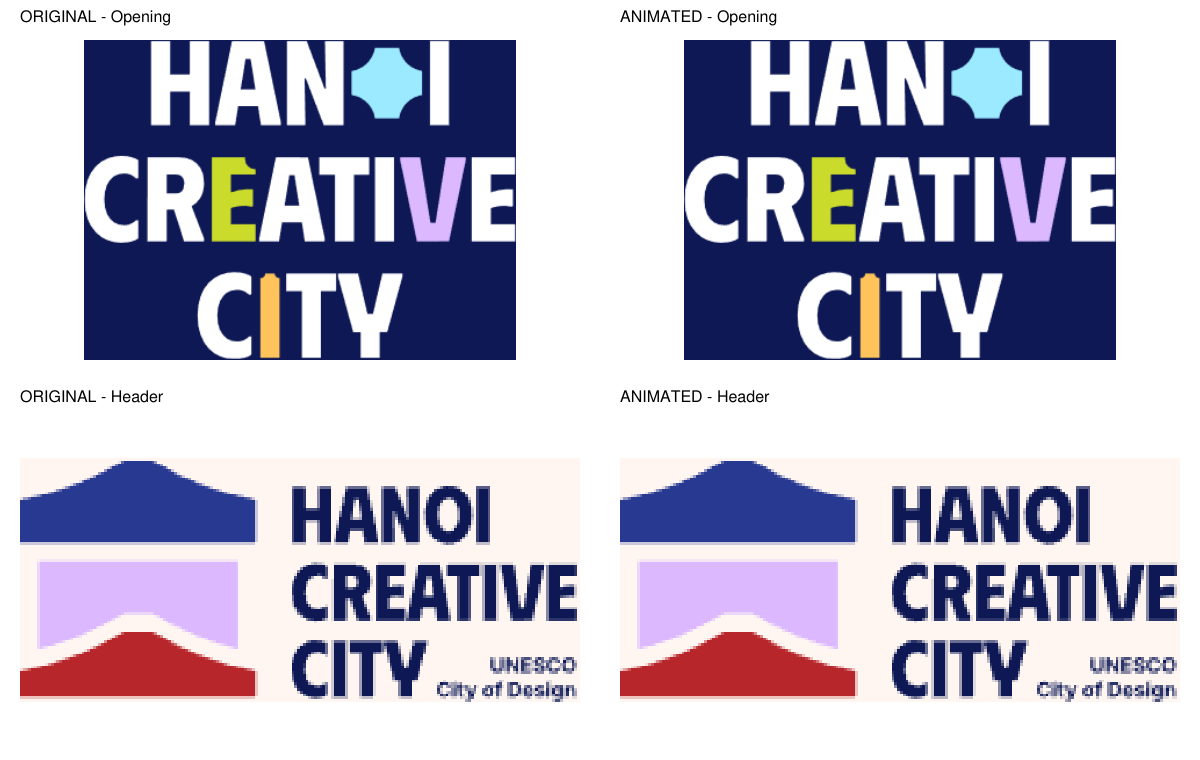 ORIGINAL - Opening
ANIMATED - Opening
HANOI
CREATIVE
CITY
HANOI
CREATIVE
CITY
ORIGINAL - Header
ANIMATED - Header
HANOI
CREATIVE
CITY
UNESCO
City of Design
HANOI
CREATIVE
CITY
UNESCO
City of Design